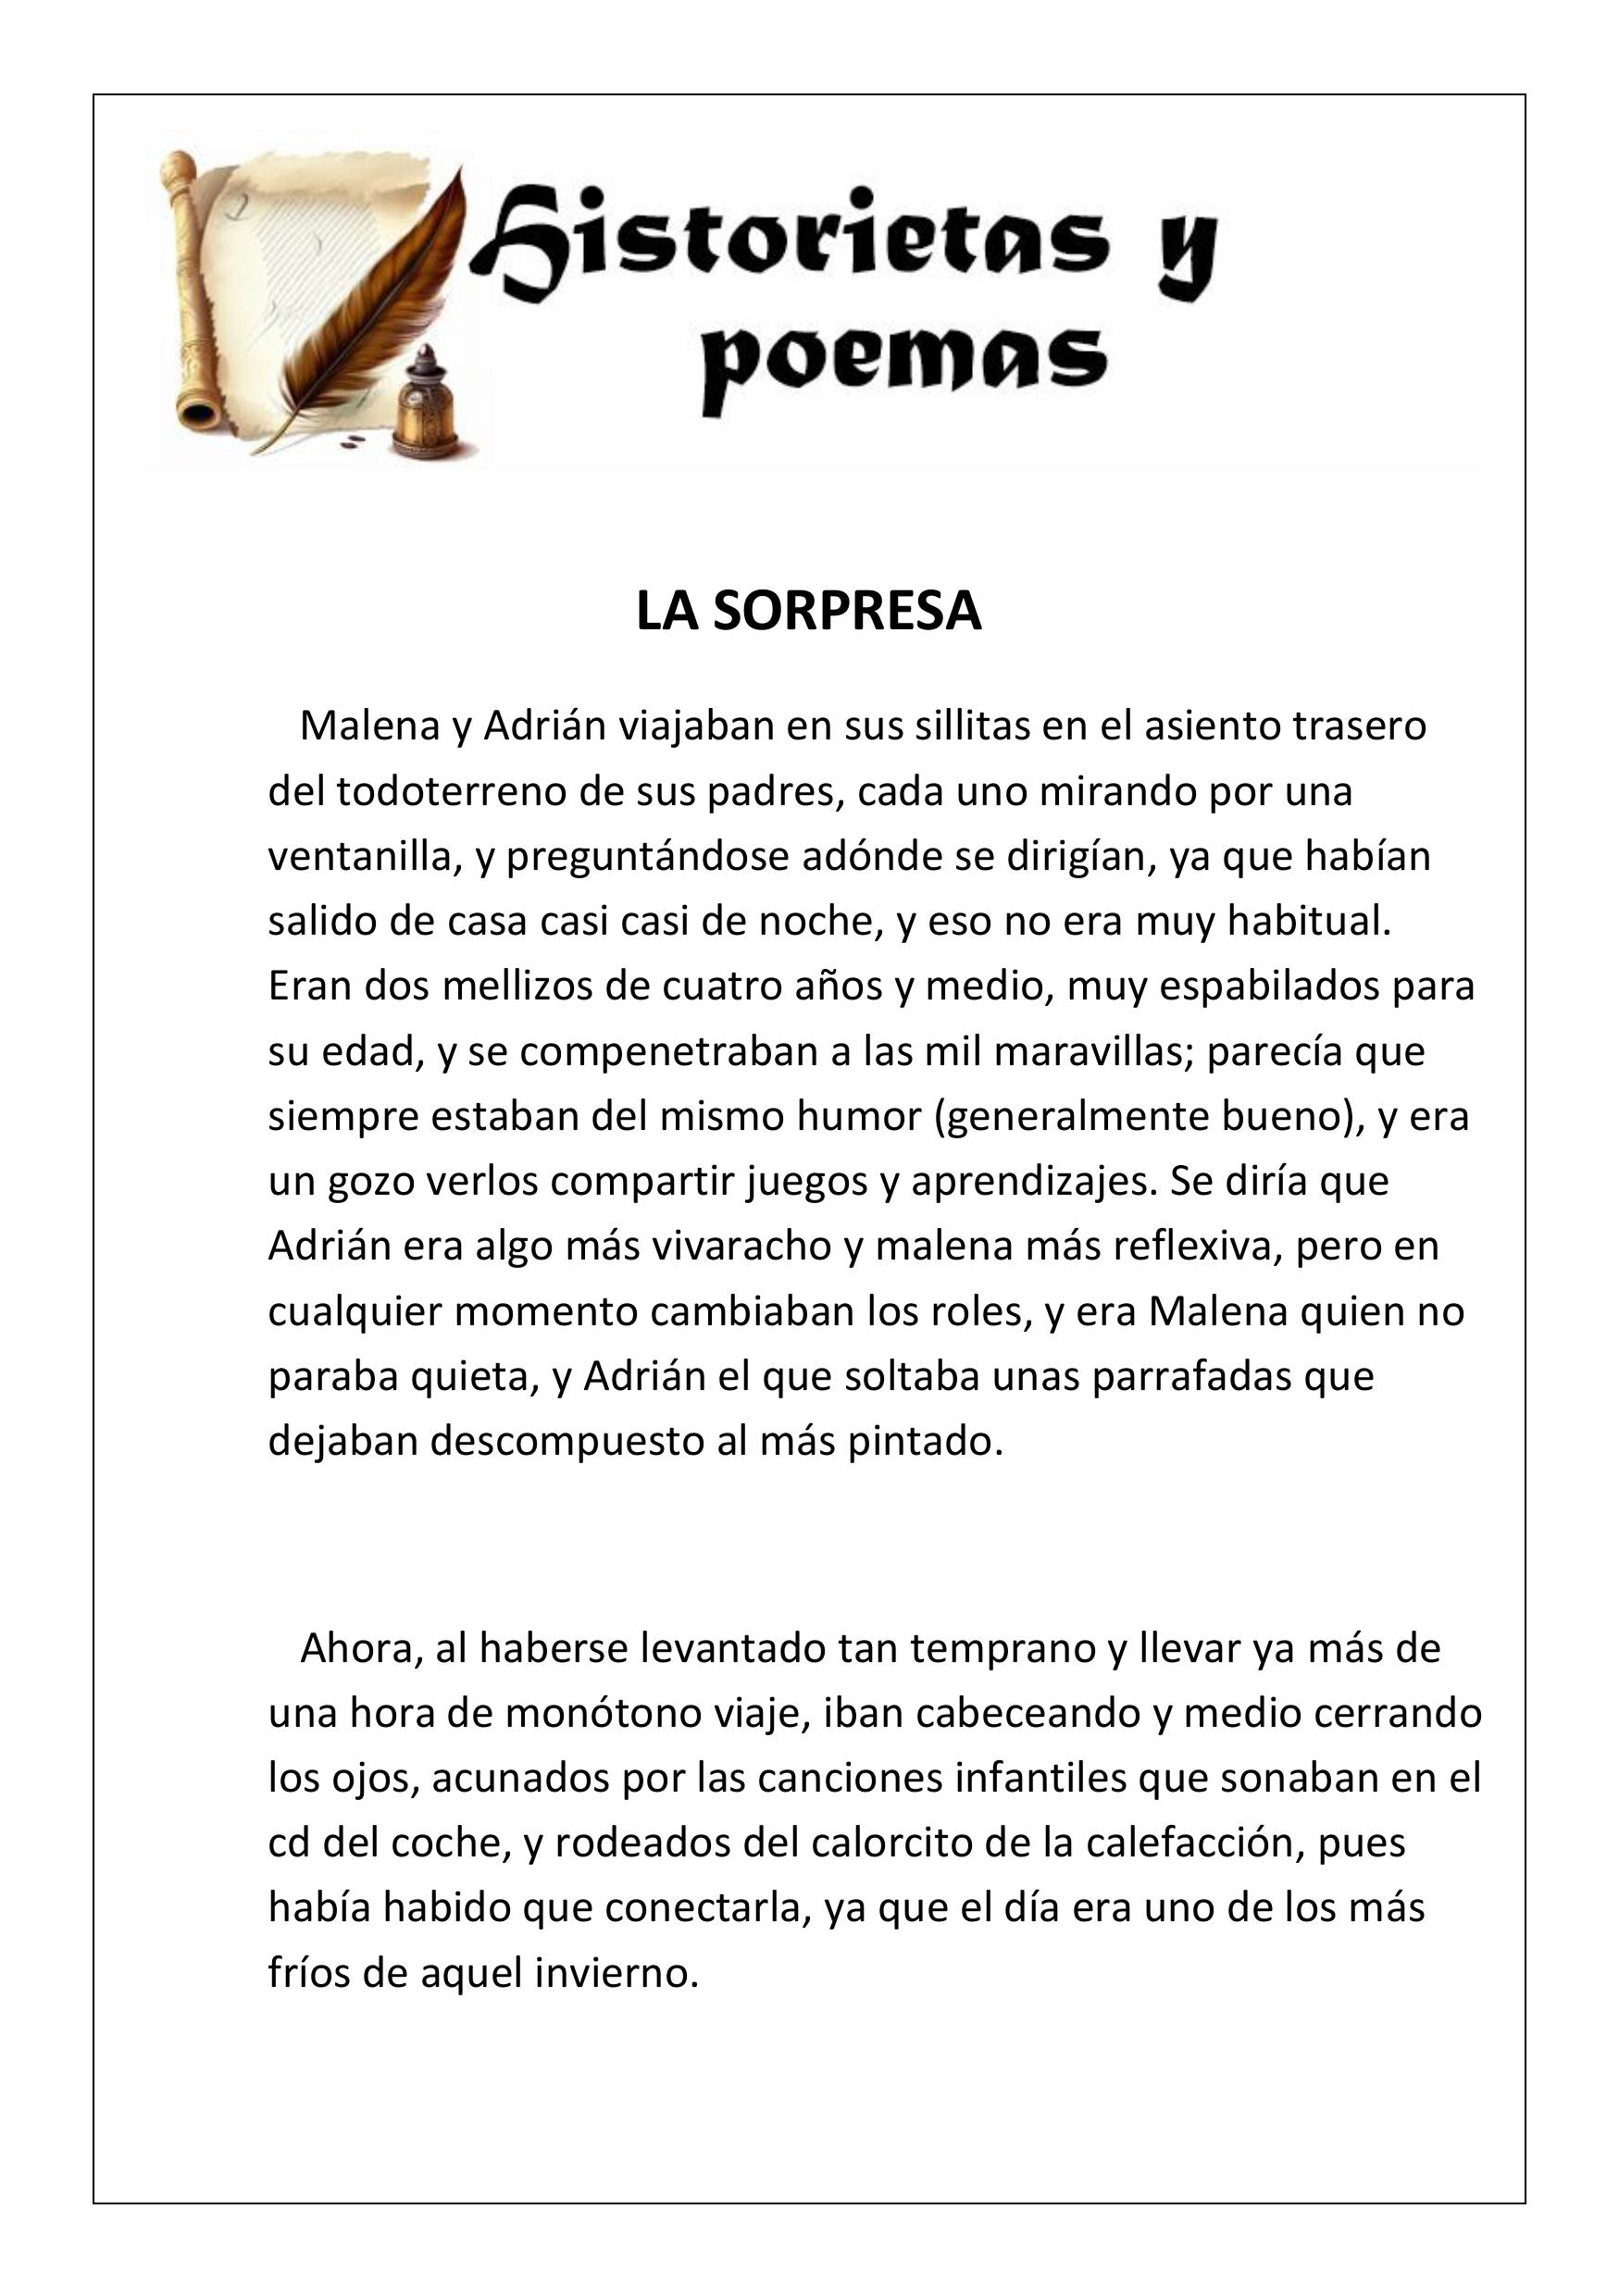 Historietas y
poemas
LA SORPRESA
Malena y Adrián viajaban en sus sillitas en el asiento trasero
del todoterreno de sus padres, cada uno mirando por una
ventanilla, y preguntándose adónde se dirigían, ya que habían
salido de casa casi casi de noche, y eso no era muy habitual.
Eran dos mellizos de cuatro años y medio, muy espabilados para
su edad, y se compenetraban a las mil maravillas; parecía que
siempre estaban del mismo humor (generalmente bueno), y era
un gozo verlos compartir juegos y aprendizajes. Se diría que
Adrián era algo más vivaracho y malena más reflexiva, pero en
cualquier momento cambiaban los roles, y era Malena quien no
paraba quieta, y Adrián el que soltaba unas parrafadas que
dejaban descompuesto al más pintado.
Ahora, al haberse levantado tan temprano y llevar ya más de
una hora de monótono viaje, iban cabeceando y medio cerrando
los ojos, acunados por las canciones infantiles que sonaban en el
cd del coche, y rodeados del calorcito de la calefacción, pues
había habido que conectarla, ya que el día era uno de los más
fríos de aquel invierno.